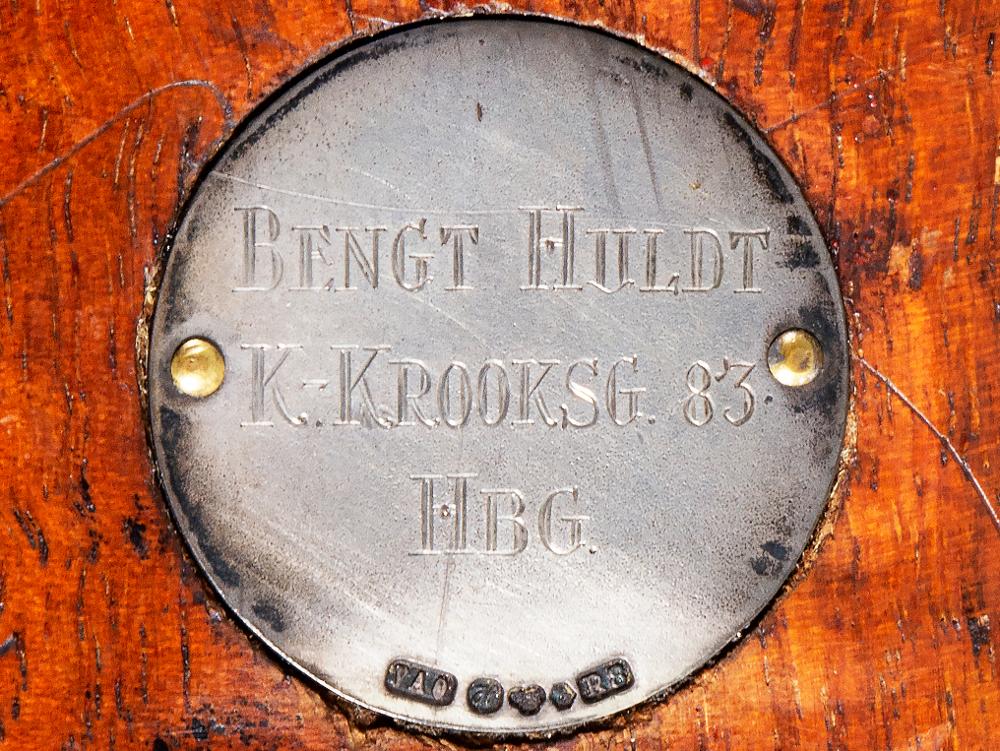 BENGT HULDT
K.-KROOKSG. 83
HBG.